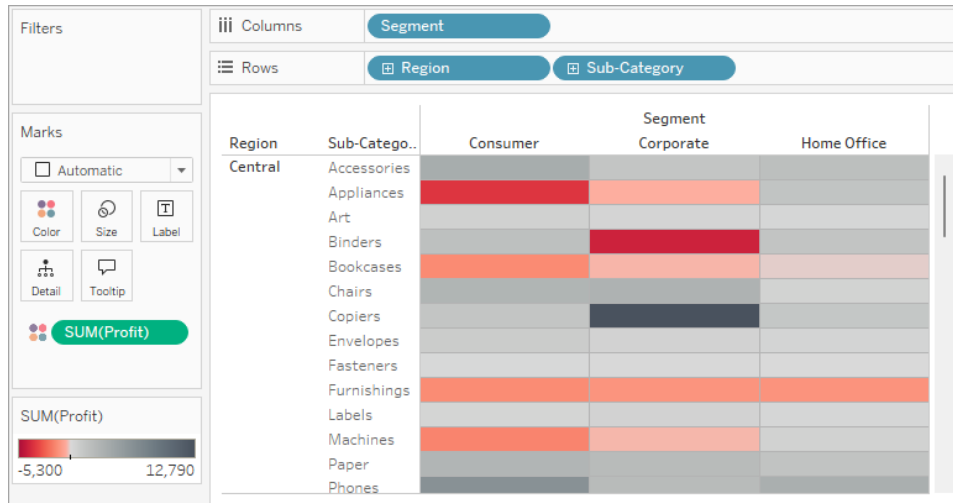 Filters
Columns
Segment
Rows
Region
Sub-Category
Marks
Automatic
Color
Size
Label
Detail
Tooltip
SUM(Profit)
SUM(Profit)
-5,300 12,790
Segment
Region Sub-Catego.. Consumer Corporate Home Office
Central Accessories
Appliances
Art
Binders
Bookcases
Chairs
Copiers
Envelopes
Fasteners
Furnishings
Labels
Machines
Paper
Phones